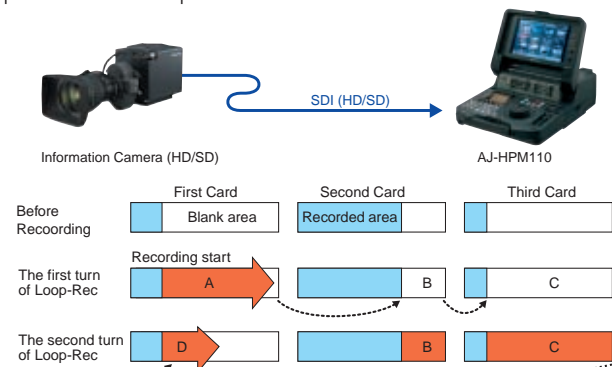 SDI (HD/SD)
Information Camera (HD/SD)
AJ-HPM110
First Card
Second Card
Third Card
Before
Recoording
Blank area
Recorded area
Recording start
The first turn
of Loop-Rec
A
B
C
The second turn
of Loop-Rec
D
B
C